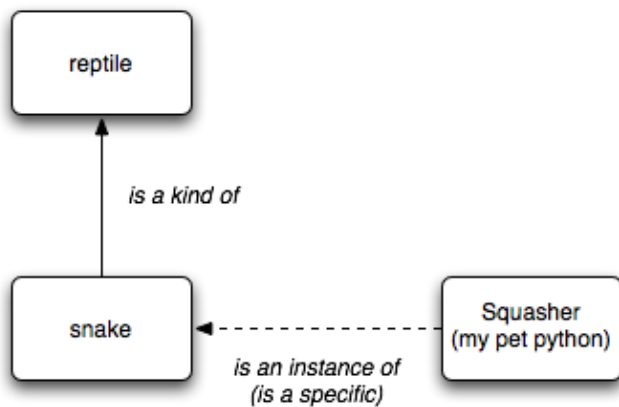 reptile
is a kind of
snake
Squasher
(my pet python)
is an instance of
(is a specific)